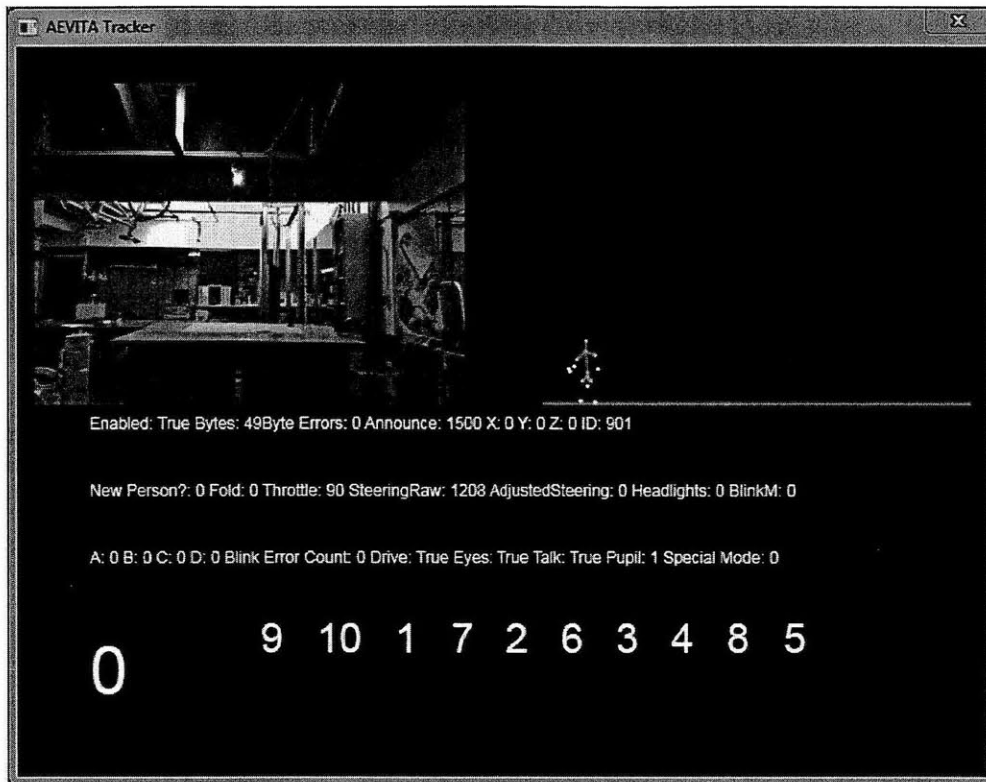 AEVITA Tracker
Enabled: True Bytes: 49Byte Errors: 0 Announce: 1500 X: 0 Y: 0 Z: 0 ID: 901
New Person?: 0 Fold: 0 Throttle: 90 SteeringRaw: 1208 AdjustedSteering: 0 Headlights: 0 BlinkM: 0
A: 0 B: 0 C: 0 D: 0 Blink Error Count: 0 Drive: True Eyes: True Talk: True Pupil: 1 Special Mode: 0
0 9 10 1 7 2 6 3 4 8 5